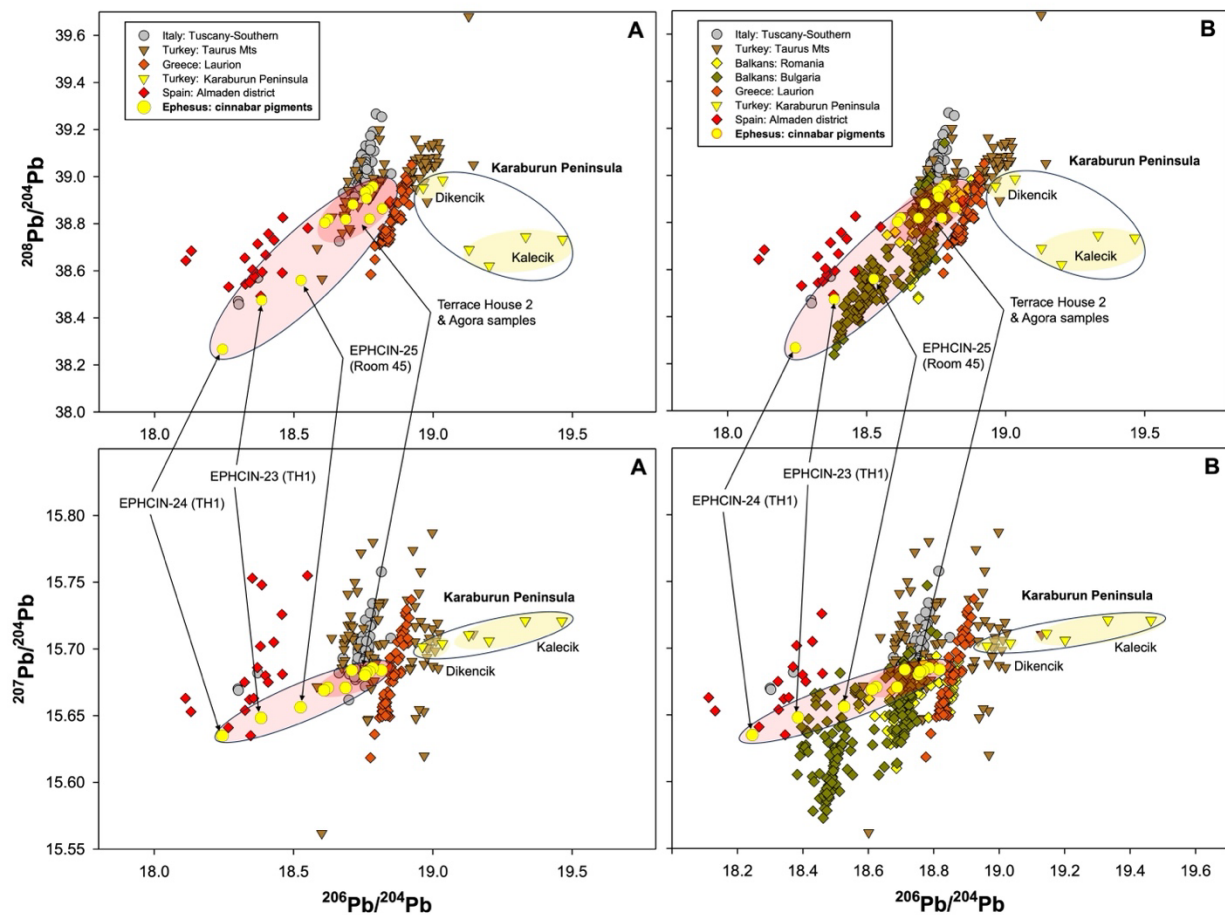 A
39.6
39.4
39.2
39.0
38.8
38.6
38.4
38.2
38.0
208Pb/204Pb
Italy: Tuscany-Southern
Turkey: Taurus Mts
Greece: Laurion
Turkey: Karaburun Peninsula
Spain: Almaden district
Ephesus: cinnabar pigments
Karaburun Peninsula
Dikencik
Kalecik
Terrace House 2
& Agora samples
EPHCIN-25
(Room 45)
18.0 18.5 19.0 19.5
B
Italy: Tuscany-Southern
Turkey: Taurus Mts
Balkans: Romania
Balkans: Bulgaria
Greece: Laurion
Turkey: Karaburun Peninsula
Spain: Almaden district
Ephesus: cinnabar pigments
Karaburun Peninsula
Dikencik
Kalecik
Terrace House 2
& Agora samples
EPHCIN-25
(Room 45)
18.0 18.5 19.0 19.5
A
EPHCIN-23 (TH1)
EPHCIN-24 (TH1)
15.80
15.75
15.70
15.65
15.60
15.55
207Pb/204Pb
Karaburun Peninsula
Kalecik
Dikencik
18.0 18.5 19.0 19.5
206Pb/204Pb
B
EPHCIN-23 (TH1)
EPHCIN-24 (TH1)
Karaburun Peninsula
Kalecik
Dikencik
18.2 18.4 18.6 18.8 19.0 19.2 19.4 19.6
206Pb/204Pb